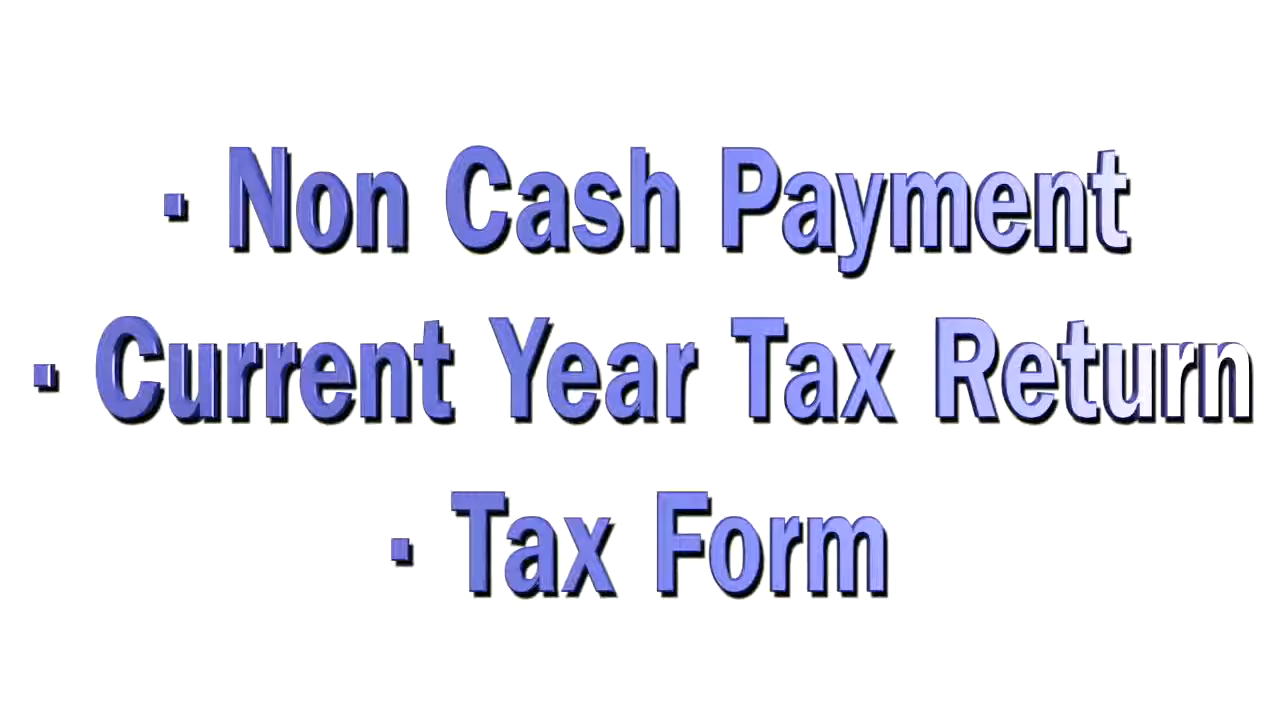 · Non Cash Payment
· Current Year Tax Return
· Tax Form